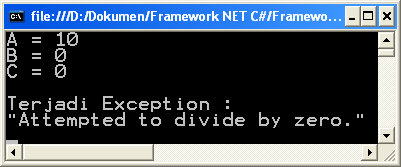 file:///D:/Dokumen/Framework NET C#/Framewo...
A = 10
B = 0
C = 0
Terjadi Exception :
"Attempted to divide by zero."